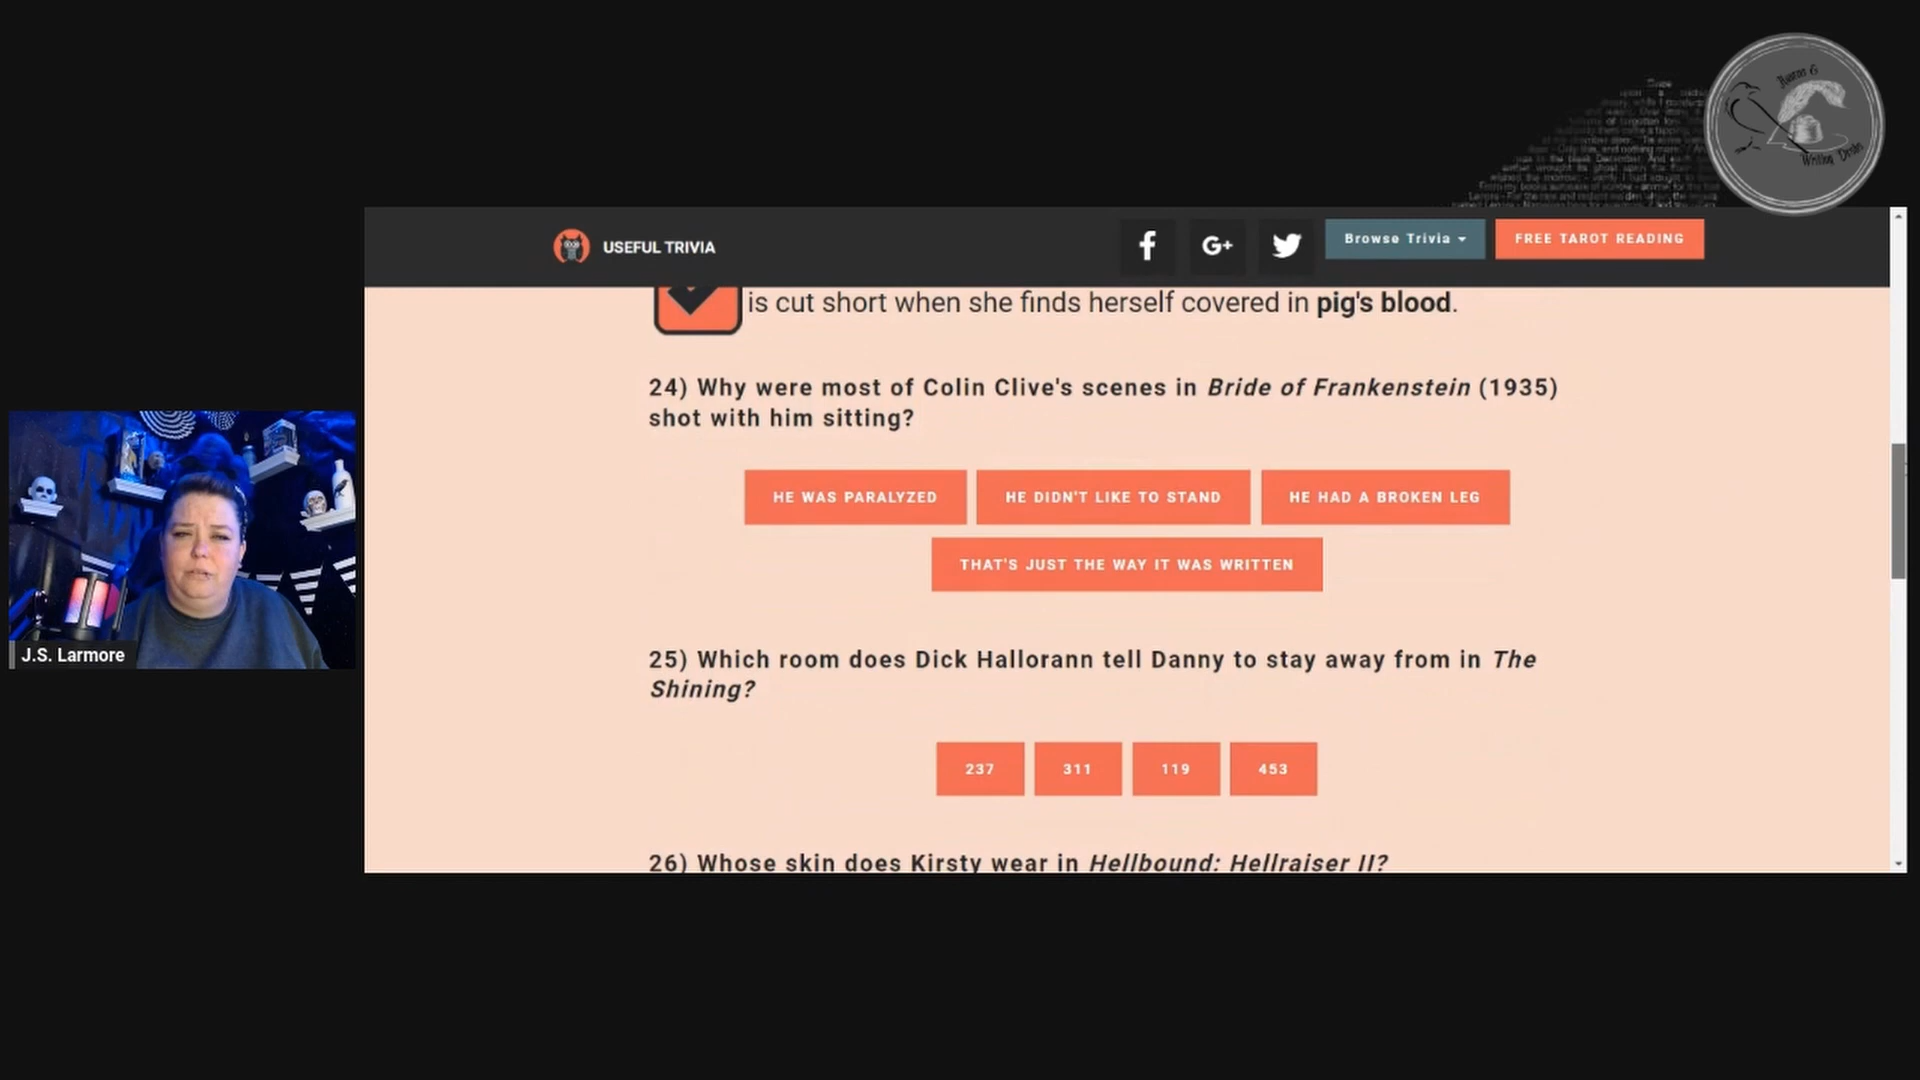 Ravens &
Writing Desks
USEFUL TRIVIA
G+
Browse Trivia
FREE TAROT READING
is cut short when she finds herself covered in pig's blood.
24) Why were most of Colin Clive's scenes in Bride of Frankenstein (1935)
shot with him sitting?
HE WAS PARALYZED
HE DIDN'T LIKE TO STAND
HE HAD A BROKEN LEG
THAT'S JUST THE WAY IT WAS WRITTEN
J.S. Larmore
25) Which room does Dick Hallorann tell Danny to stay away from in The
Shining?
237
311
119
453
26) Whose skin does Kirsty wear in Hellbound: Hellraiser II?